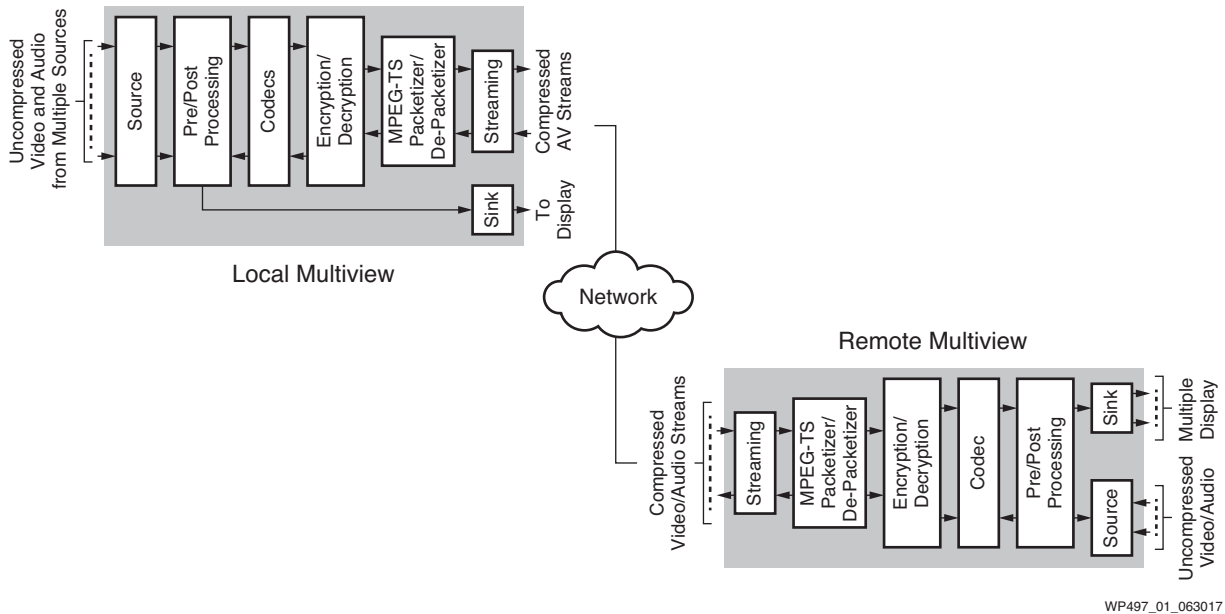 Uncompressed
Video and Audio
from Multiple Sources
Source
Pre/Post
Processing
Codecs
Encryption/
Decryption
MPEG-TS
Packetizer/
De-Packetizer
Streaming
Compressed
AV Streams
Sink
To
Display
Local Multiview
Network
Remote Multiview
Compressed
Video/Audio Streams
Streaming
MPEG-TS
Packetizer/
De-Packetizer
Encryption/
Decryption
Codec
Pre/Post
Processing
Sink
Multiple
Display
Source
Uncompressed
Video/Audio
WP497_01_063017